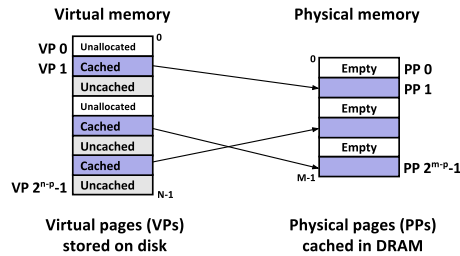 Virtual memory
Physical memory
0
VP 0
Unallocated
VP 1
Cached
Uncached
Unallocated
Cached
Uncached
Cached
VP 2ⁿ⁻ᵖ-1
Uncached
N-1
0
Empty
PP 0
PP 1
Empty
Empty
PP 2ᵐ⁻ᵖ-1
M-1
Virtual pages (VPs)
stored on disk
Physical pages (PPs)
cached in DRAM